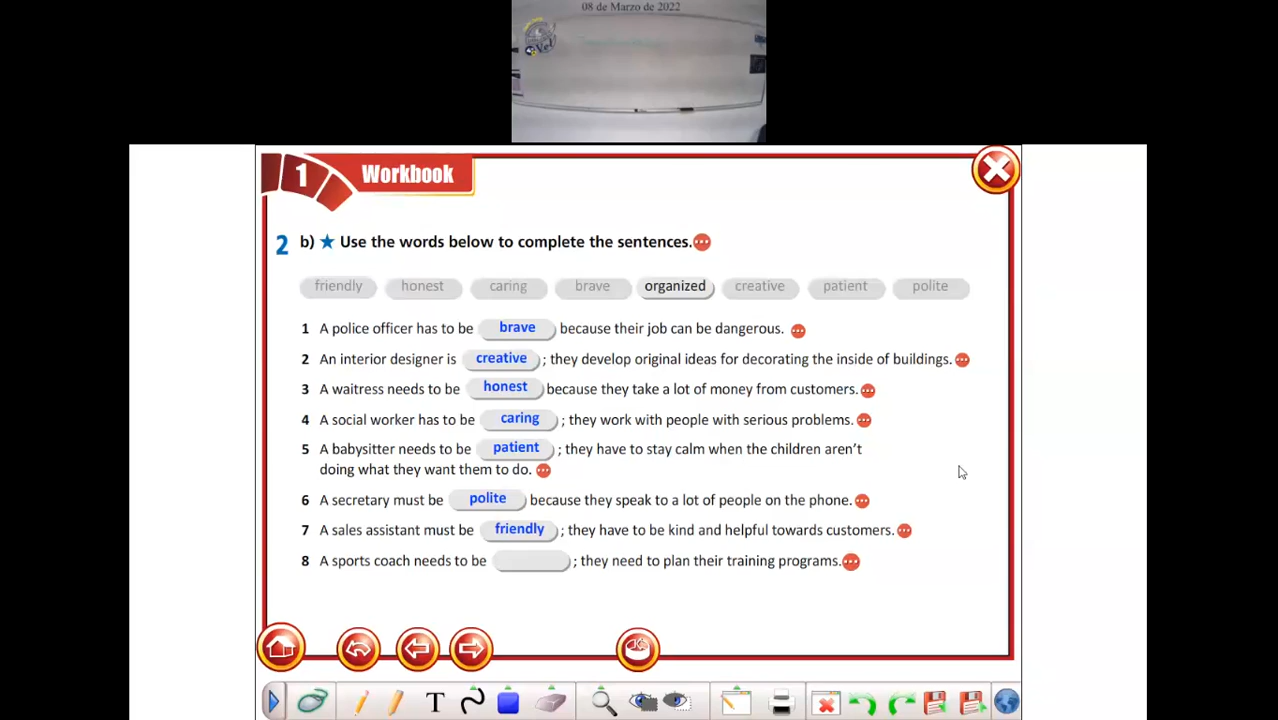 08 de Marzo de 2022
1 Workbook
2 b) ★ Use the words below to complete the sentences.
friendly honest caring brave organized creative patient polite
1 A police officer has to be brave because their job can be dangerous.
2 An interior designer is creative ; they develop original ideas for decorating the inside of buildings.
3 A waitress needs to be honest because they take a lot of money from customers.
4 A social worker has to be caring ; they work with people with serious problems.
5 A babysitter needs to be patient ; they have to stay calm when the children aren't
doing what they want them to do.
6 A secretary must be polite because they speak to a lot of people on the phone.
7 A sales assistant must be friendly ; they have to be kind and helpful towards customers.
8 A sports coach needs to be ; they need to plan their training programs.
T